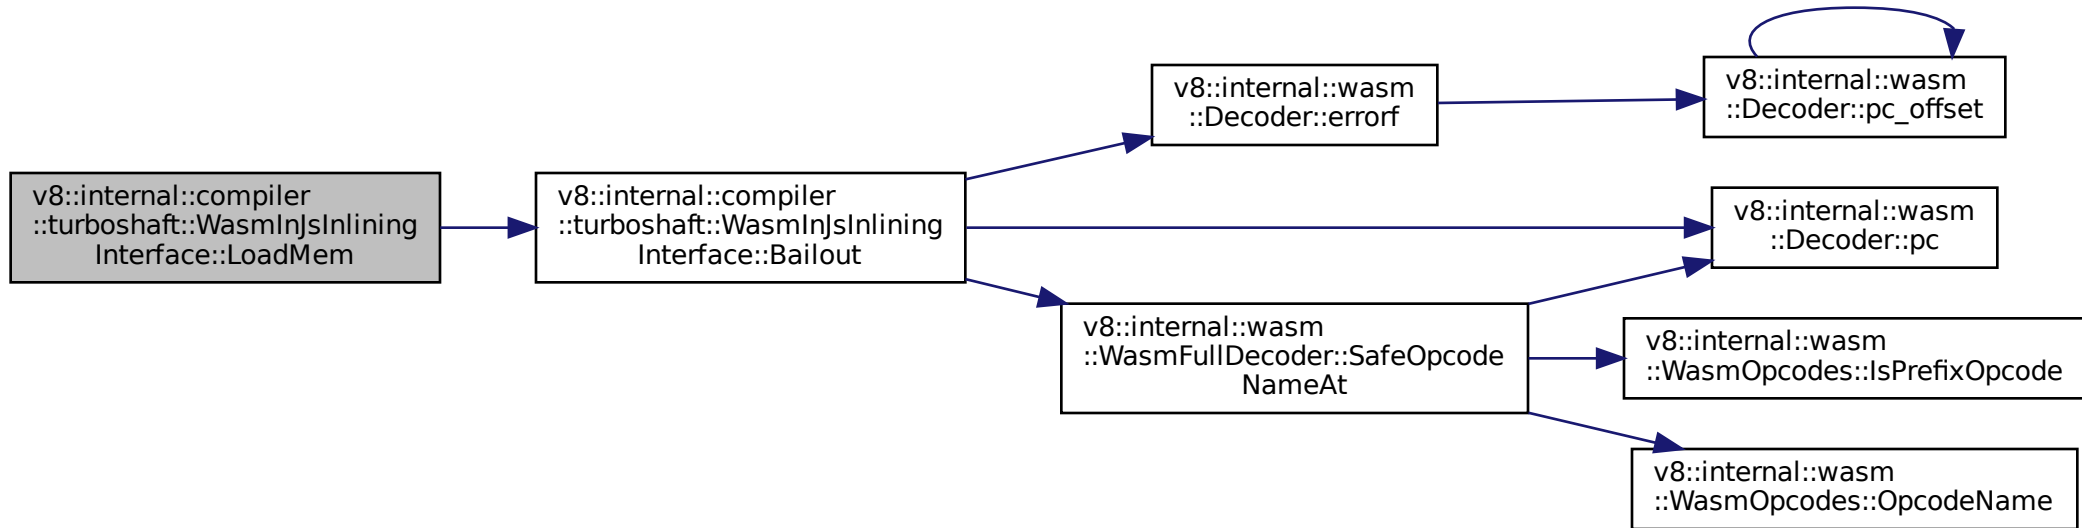 v8::internal::compiler
::turboshaft::WasmInJsInlining
Interface::LoadMem
v8::internal::compiler
::turboshaft::WasmInJsInlining
Interface::Bailout
v8::internal::wasm
::Decoder::errorf
v8::internal::wasm
::Decoder::pc_offset
v8::internal::wasm
::Decoder::pc
v8::internal::wasm
::WasmFullDecoder::SafeOpcode
NameAt
v8::internal::wasm
::WasmOpcodes::IsPrefixOpcode
v8::internal::wasm
::WasmOpcodes::OpcodeName